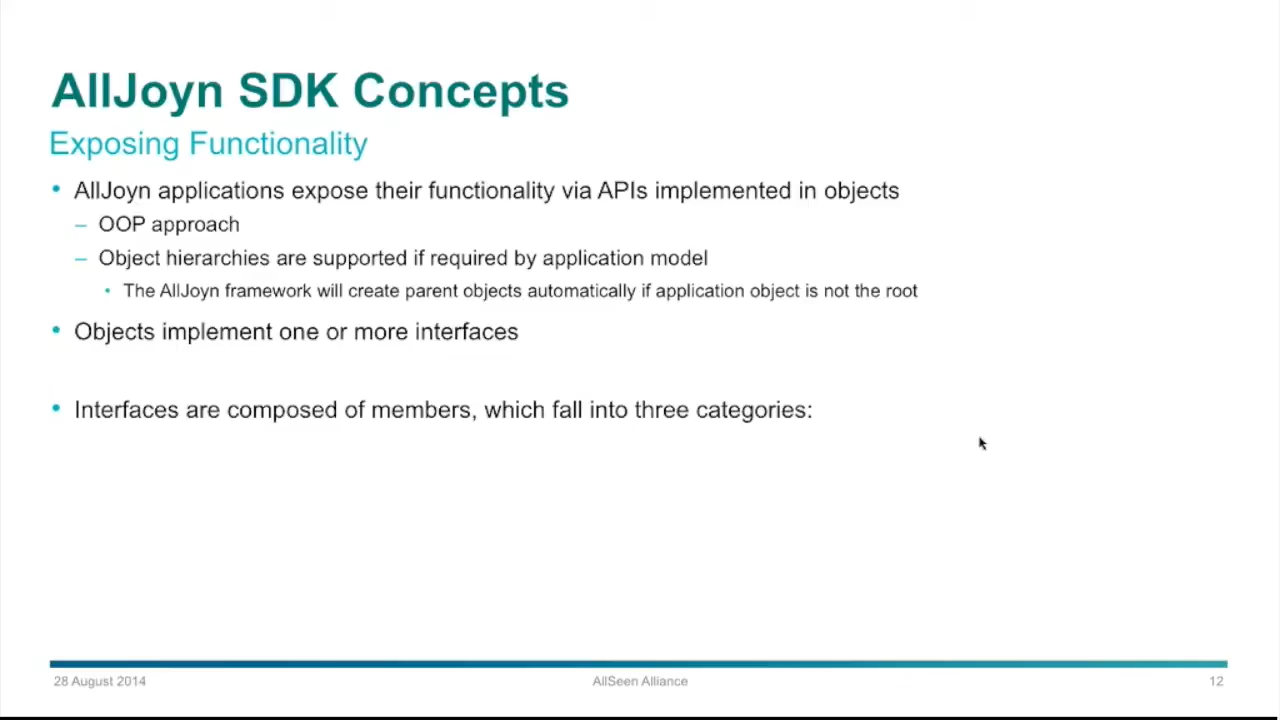 AllJoyn SDK Concepts
Exposing Functionality
• AllJoyn applications expose their functionality via APIs implemented in objects
– OOP approach
– Object hierarchies are supported if required by application model
• The AllJoyn framework will create parent objects automatically if application object is not the root
• Objects implement one or more interfaces
• Interfaces are composed of members, which fall into three categories:
28 August 2014 AllSeen Alliance 12